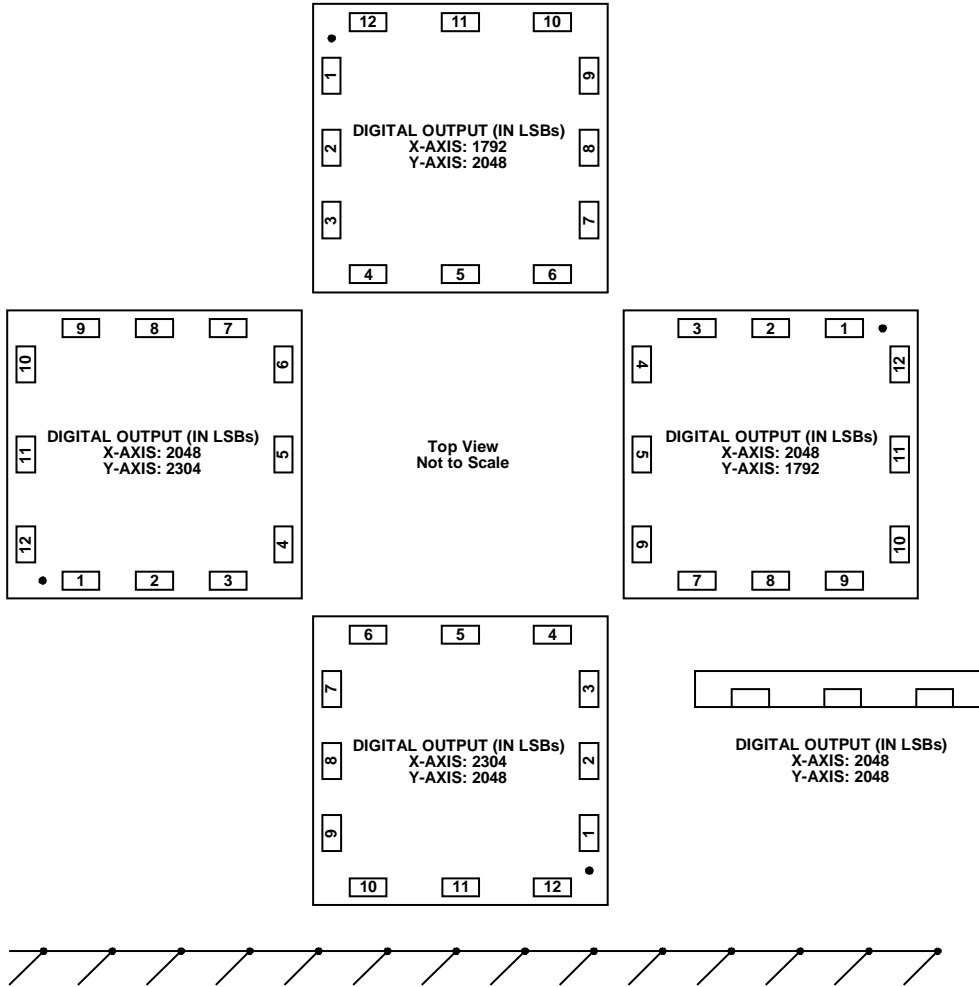 12 11 10
1
9
DIGITAL OUTPUT (IN LSBs)
X-AXIS: 1792
Y-AXIS: 2048
2
8
3
7
4 5 6
9 8 7
10
6
DIGITAL OUTPUT (IN LSBs)
X-AXIS: 2048
Y-AXIS: 2304
11
5
12
4
1 2 3
Top View
Not to Scale
3 2 1
4
12
DIGITAL OUTPUT (IN LSBs)
X-AXIS: 2048
Y-AXIS: 1792
5
11
6
10
7 8 9
6 5 4
7
3
DIGITAL OUTPUT (IN LSBs)
X-AXIS: 2304
Y-AXIS: 2048
8
2
9
1
10 11 12
DIGITAL OUTPUT (IN LSBs)
X-AXIS: 2048
Y-AXIS: 2048